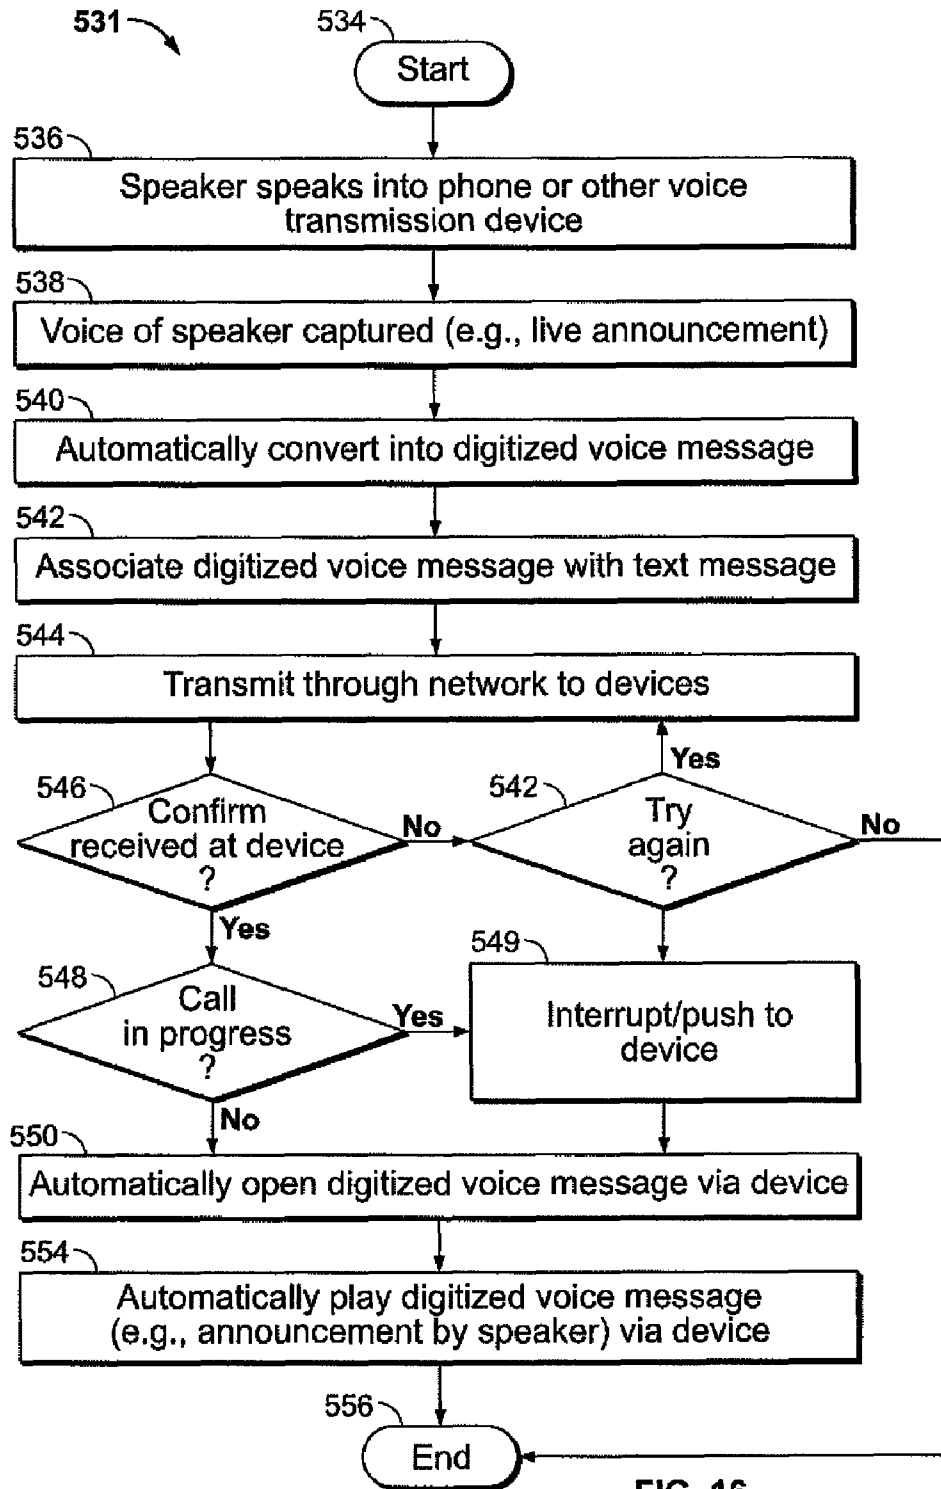 531
534
Start
536
Speaker speaks into phone or other voice
transmission device
538
Voice of speaker captured (e.g., live announcement)
540
Automatically convert into digitized voice message
542
Associate digitized voice message with text message
544
Transmit through network to devices
546
Confirm
received at device
?
No
Yes
542
Try
again
?
Yes
No
548
Call
in progress
?
Yes
No
549
Interrupt/push to
device
550
Automatically open digitized voice message via device
554
Automatically play digitized voice message
(e.g., announcement by speaker) via device
556
End
FIG. 16